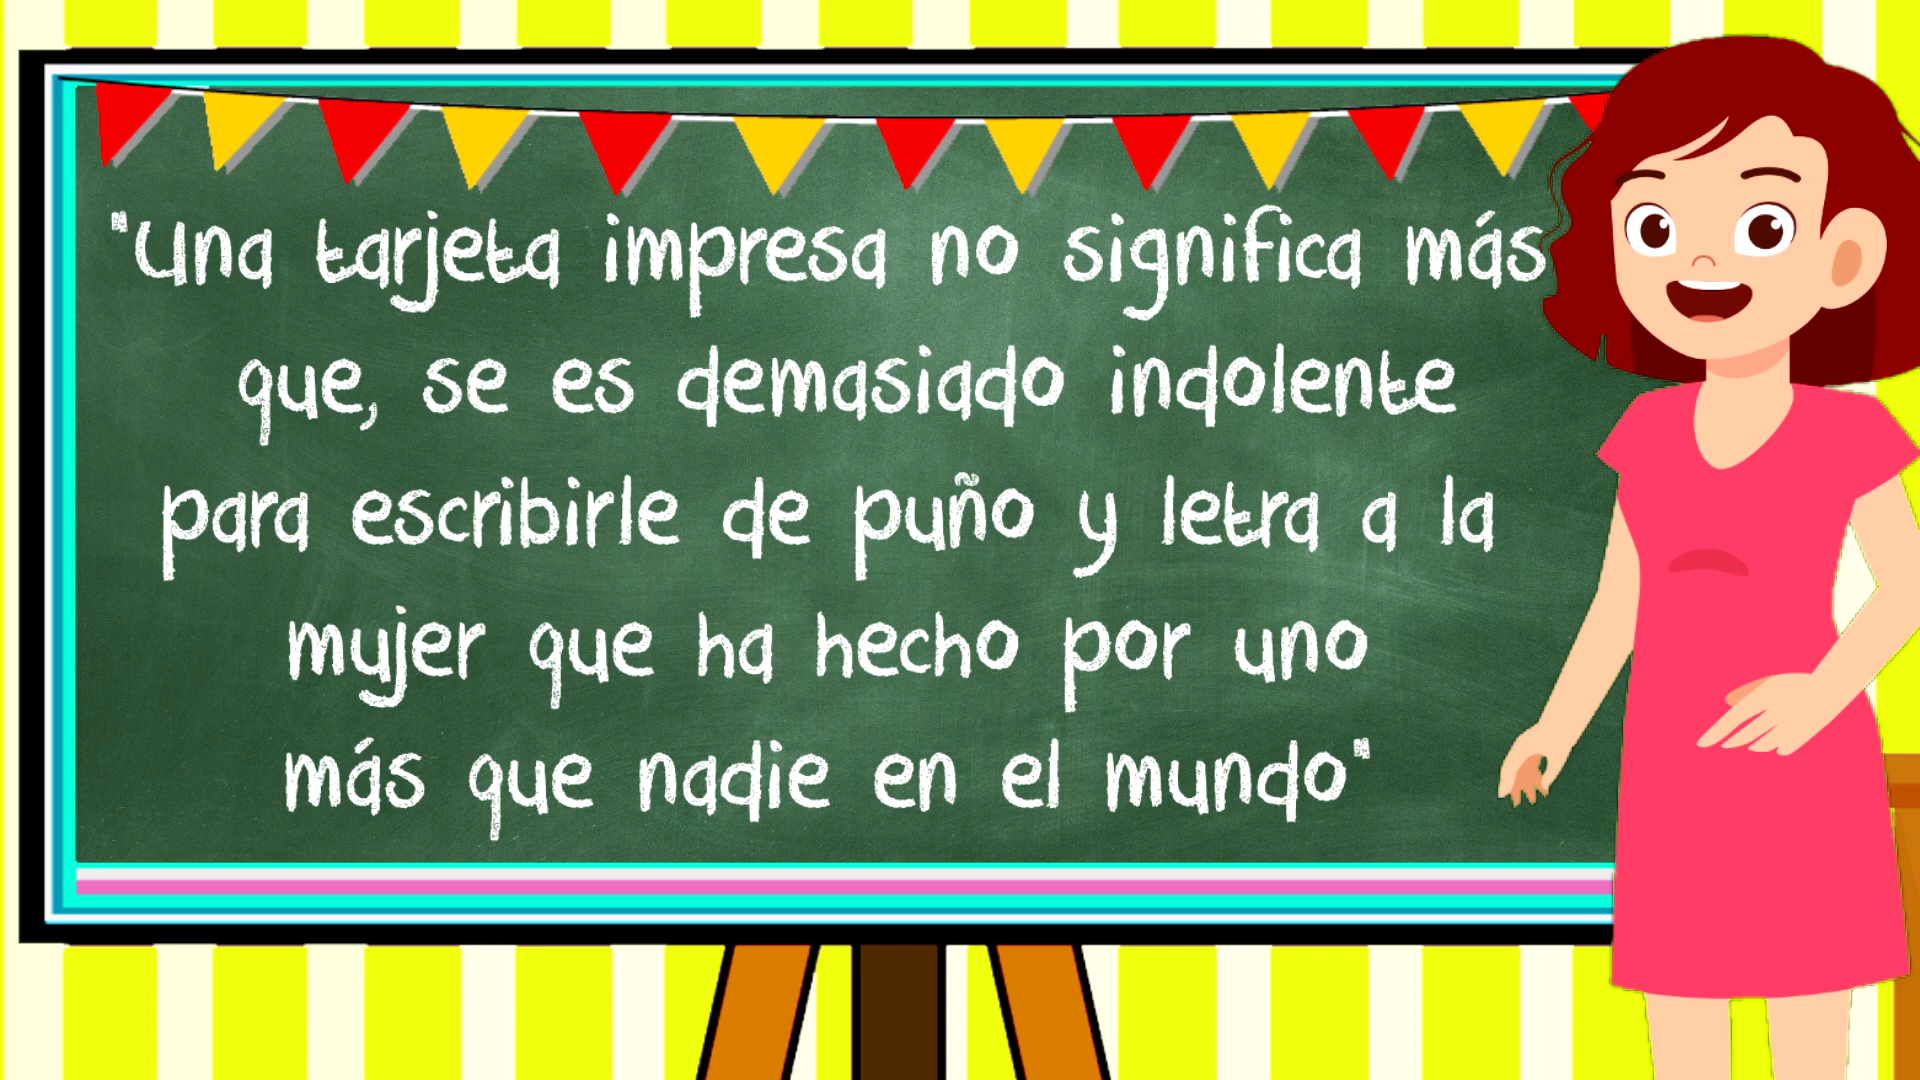 "Una tarjeta impresa no significa más
que, se es demasiado indolente
para escribirle de puño y letra a la
mujer que ha hecho por uno
más que nadie en el mundo"